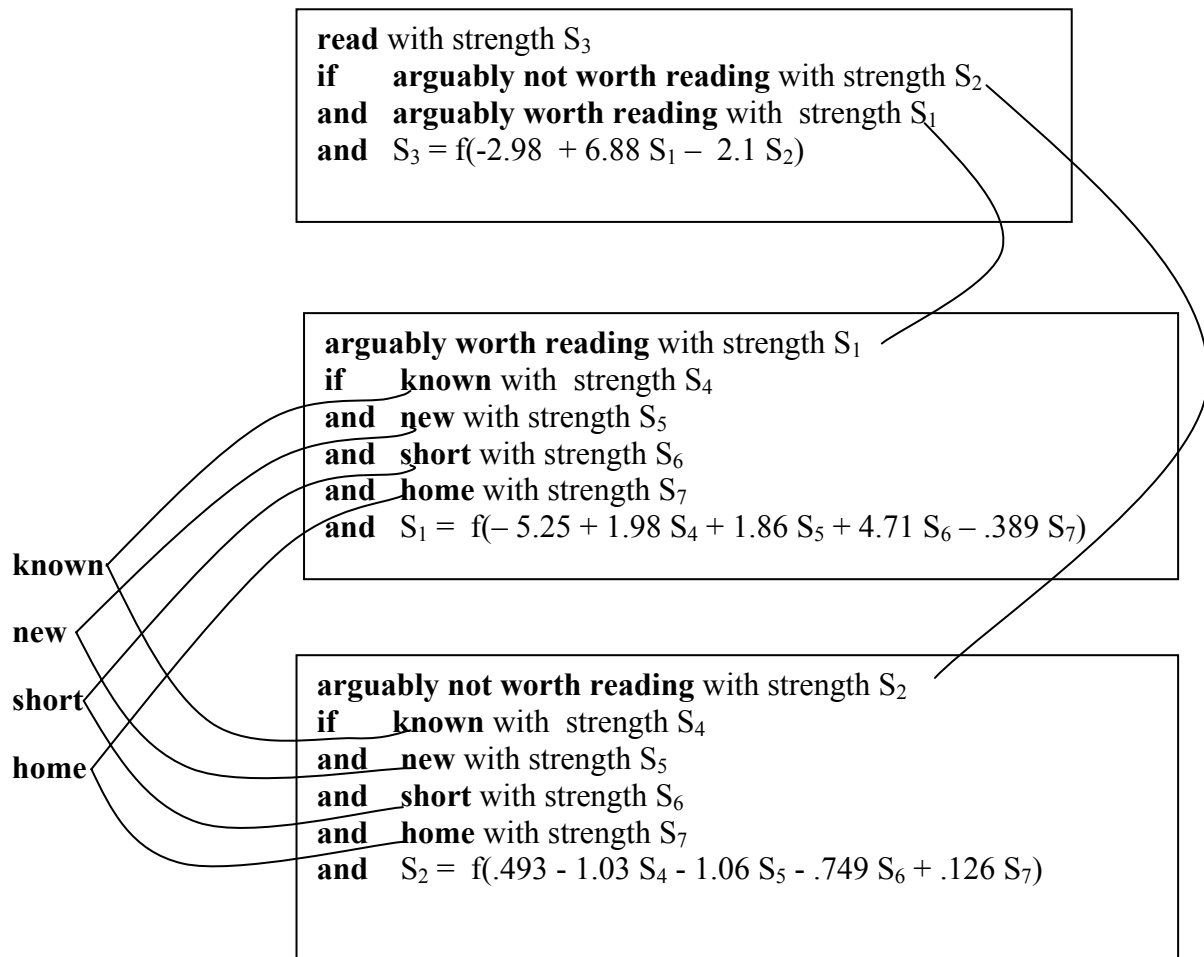 read with strength S₃
if arguably not worth reading with strength S₂
and arguably worth reading with strength S₁
and S₃ = f(-2.98 + 6.88 S₁ – 2.1 S₂)
arguably worth reading with strength S₁
if known with strength S₄
and new with strength S₅
and short with strength S₆
and home with strength S₇
and S₁ = f(– 5.25 + 1.98 S₄ + 1.86 S₅ + 4.71 S₆ – .389 S₇)
known
new
short
home
arguably not worth reading with strength S₂
if known with strength S₄
and new with strength S₅
and short with strength S₆
and home with strength S₇
and S₂ = f(.493 - 1.03 S₄ - 1.06 S₅ - .749 S₆ + .126 S₇)